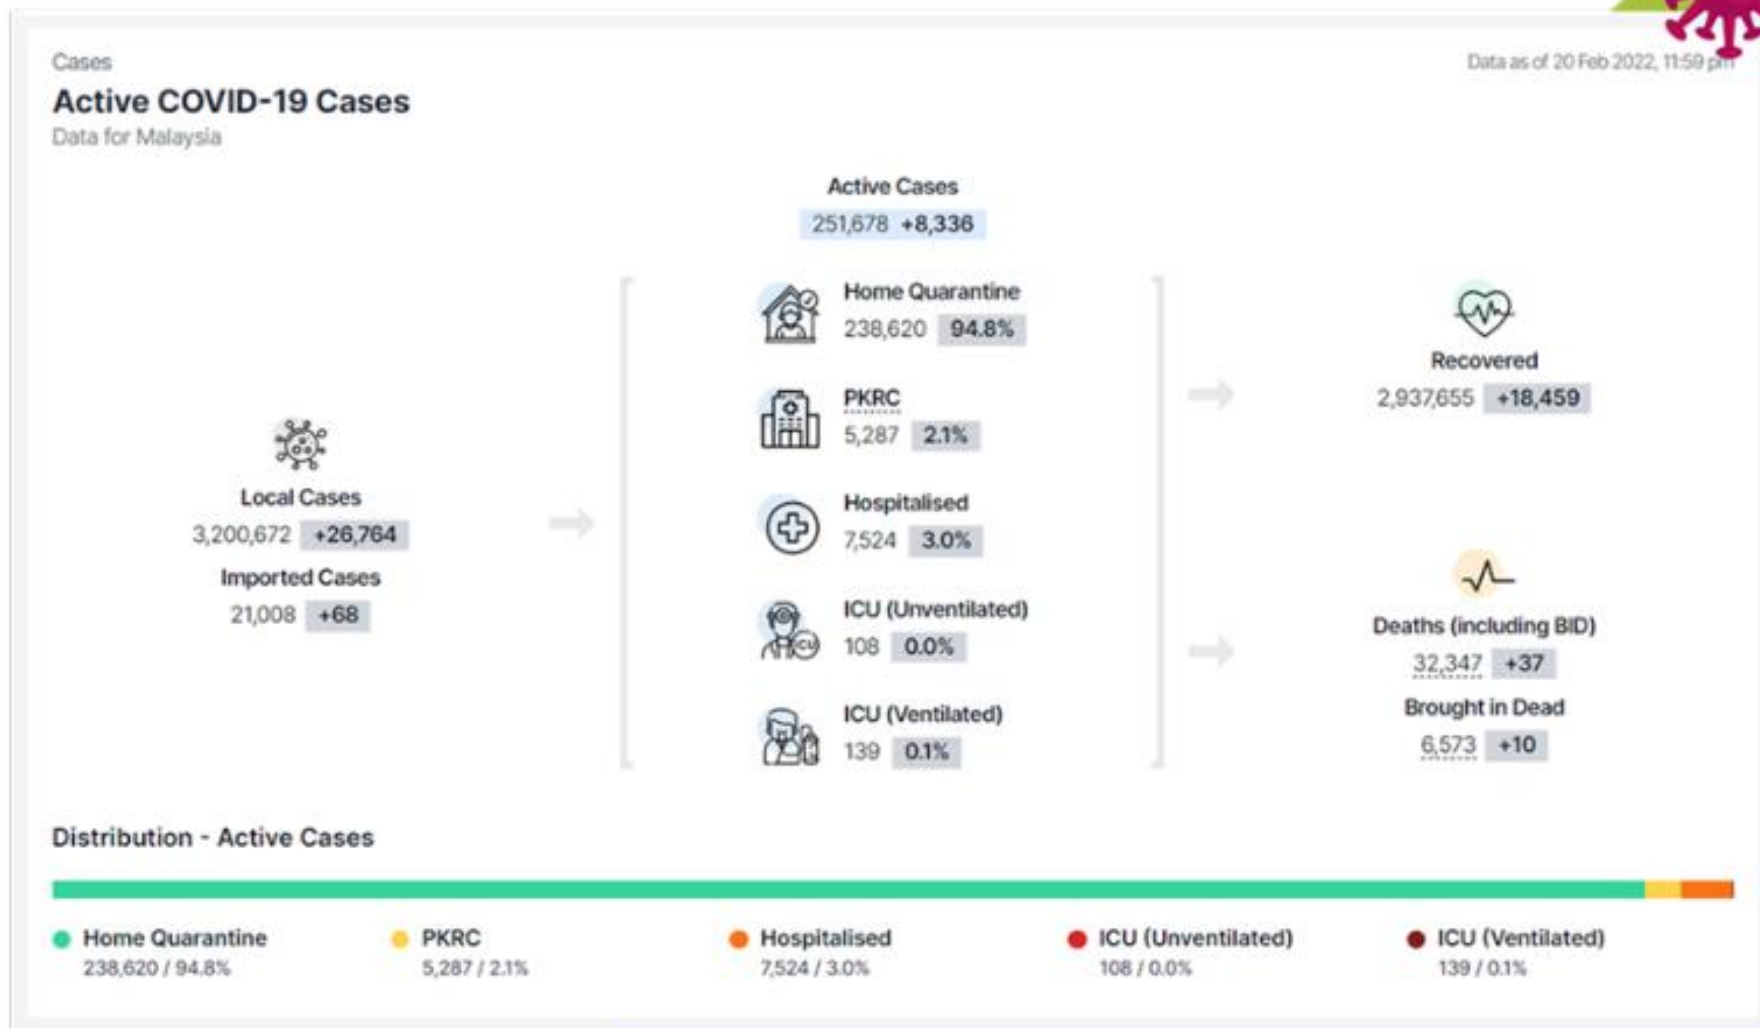 Cases
Data as of 20 Feb 2022, 11:59 pm
Active COVID-19 Cases
Data for Malaysia
Active Cases
251,678 +8,336
Home Quarantine
238,620 94.8%
PKRC
5,287 2.1%
Hospitalised
7,524 3.0%
ICU (Unventilated)
108 0.0%
ICU (Ventilated)
139 0.1%
Local Cases
3,200,672 +26,764
Imported Cases
21,008 +68
Recovered
2,937,655 +18,459
Deaths (including BID)
32,347 +37
Brought in Dead
6,573 +10
Distribution - Active Cases
Home Quarantine
238,620 / 94.8%
PKRC
5,287 / 2.1%
Hospitalised
7,524 / 3.0%
ICU (Unventilated)
108 / 0.0%
ICU (Ventilated)
139 / 0.1%